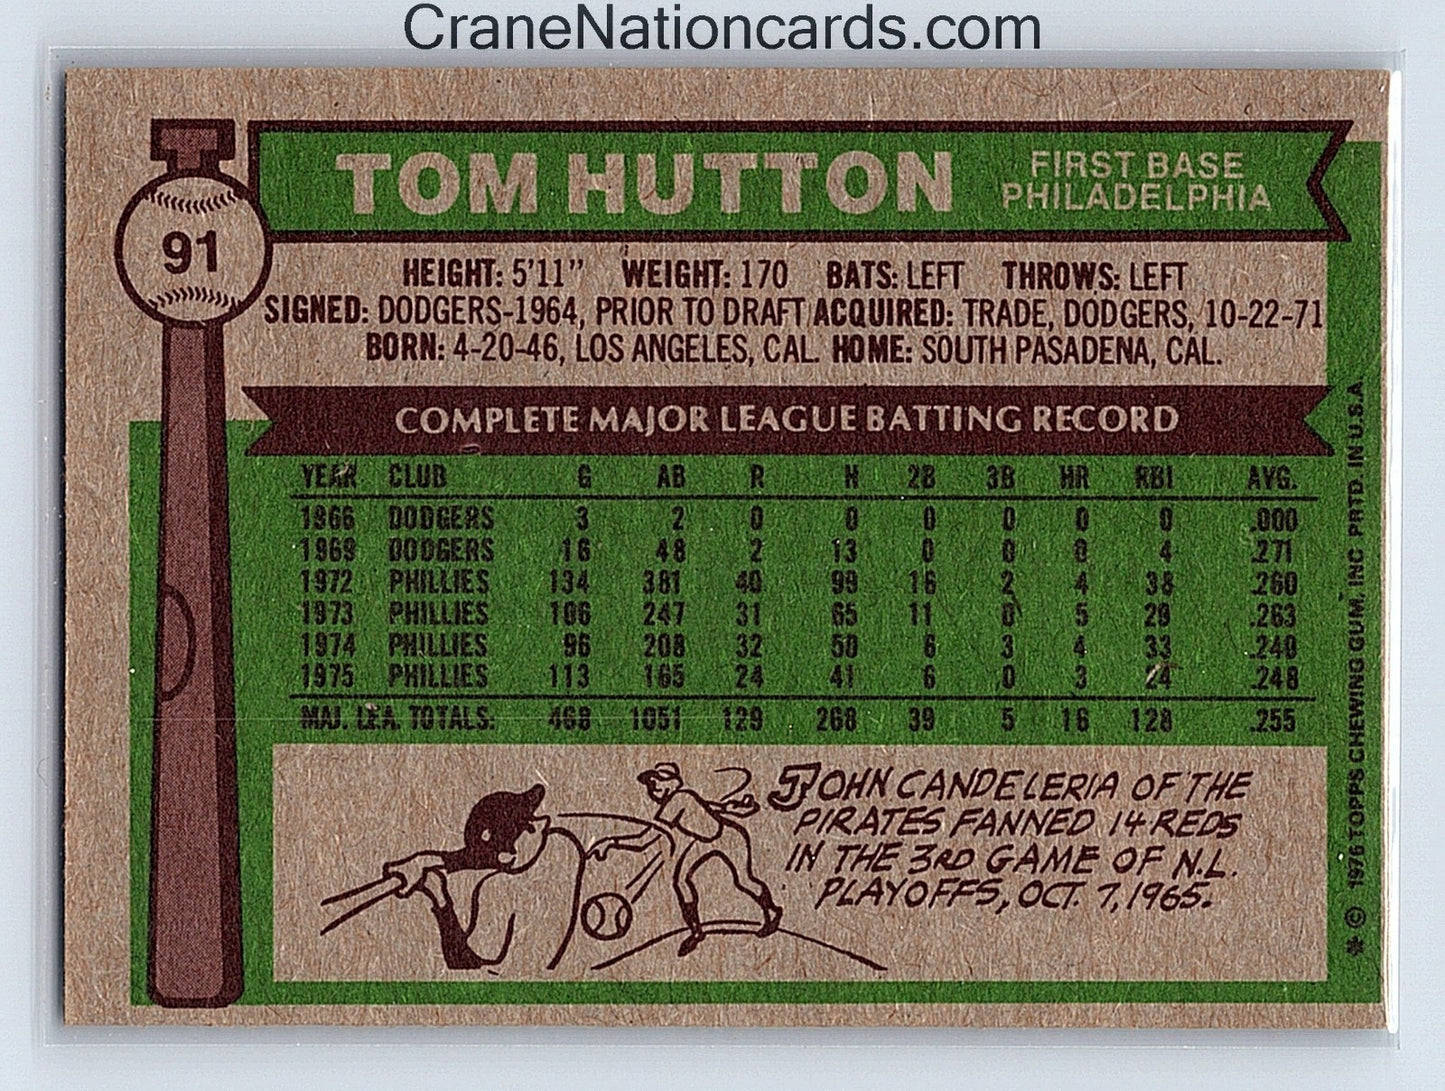 CraneNationcards.com
TOM HUTTON
FIRST BASE
PHILADELPHIA
91
HEIGHT: 5'11" WEIGHT: 170 BATS: LEFT THROWS: LEFT
SIGNED: DODGERS-1964, PRIOR TO DRAFT ACQUIRED: TRADE, DODGERS, 10-22-71
BORN: 4-20-46, LOS ANGELES, CAL. HOME: SOUTH PASADENA, CAL.
COMPLETE MAJOR LEAGUE BATTING RECORD
YEAR CLUB G AB R H 2B 3B HR RBI AVG.
1966 DODGERS 3 2 0 0 0 0 0 0 .000
1969 DODGERS 16 48 2 13 0 0 0 4 .271
1972 PHILLIES 134 381 40 99 16 2 4 38 .260
1973 PHILLIES 106 247 31 65 11 0 5 29 .263
1974 PHILLIES 96 208 32 50 6 3 4 33 .240
1975 PHILLIES 113 165 24 41 6 0 3 24 .248
MAJ. LEA. TOTALS: 468 1051 129 268 39 5 16 128 .255
JOHN CANDELERIA OF THE
PIRATES FANNED 14 REDS
IN THE 3RD GAME OF N.L.
PLAYOFFS, OCT. 7, 1965.
* © 1976 TOPPS CHEWING GUM, INC PRTD. IN U.S.A.